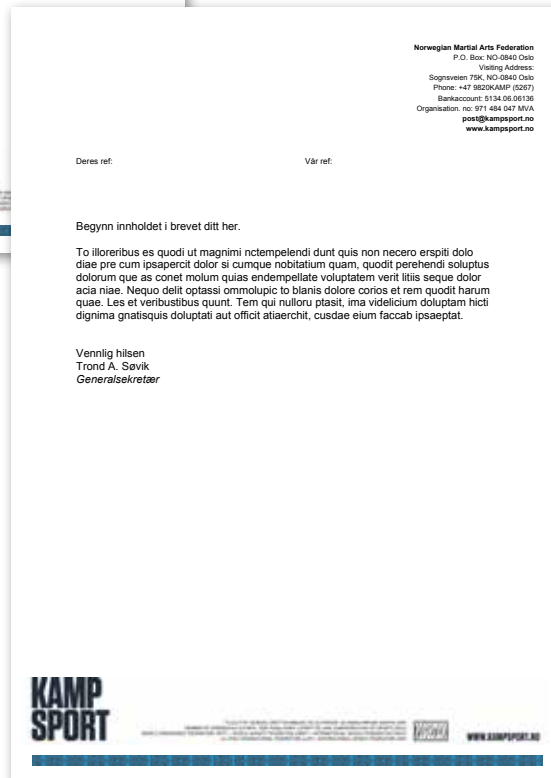 Norwegian Martial Arts Federation
P.O. Box: NO-0840 Oslo
Visiting Address:
Sognsveien 75K, NO-0840 Oslo
Phone: +47 9820KAMP (5267)
Bankaccount: 5134.06.06136
Organisation. no: 971 484 047 MVA
post@kampsport.no
www.kampsport.no
Deres ref: Vår ref:
Begynn innholdet i brevet ditt her.
To illoreribus es quodi ut magnimi nctempelendi dunt quis non necero erspiti dolo
diae pre cum ipsapercit dolor si cumque nobitatium quam, quodit perehendi soluptus
dolorum que as conet molum quias endempellate voluptatem verit litiis seque dolor
acia niae. Nequo delit optassi ommolupic to blanis dolore corios et rem quodit harum
quae. Les et veribustibus quunt. Tem qui nulloru ptasit, ima videlicium doluptam hicti
dignima gnatisquis doluptati aut officit atiaerchit, cusdae eium faccab ipsaeptat.
Vennlig hilsen
Trond A. Søvik
Generalsekretær
KAMP
SPORT
WWW.KAMPSPORT.NO